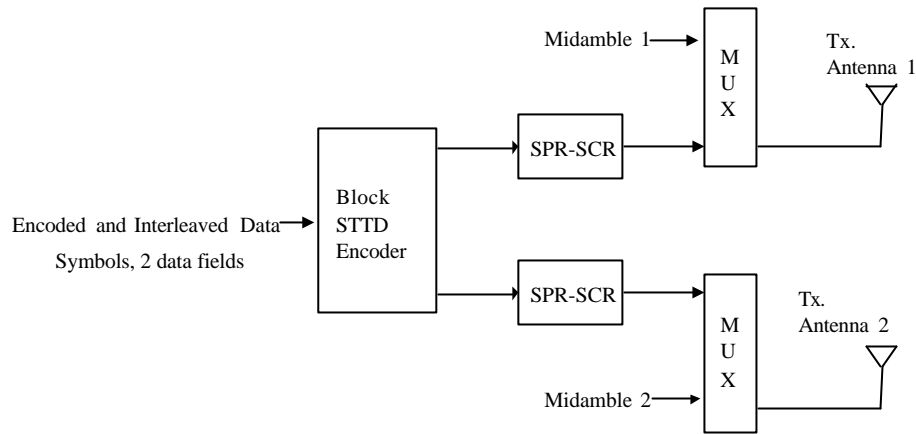 Midamble 1
M
U
X
Tx.
Antenna 1
SPR-SCR
Block
STTD
Encoder
Encoded and Interleaved Data
Symbols, 2 data fields
SPR-SCR
M
U
X
Tx.
Antenna 2
Midamble 2